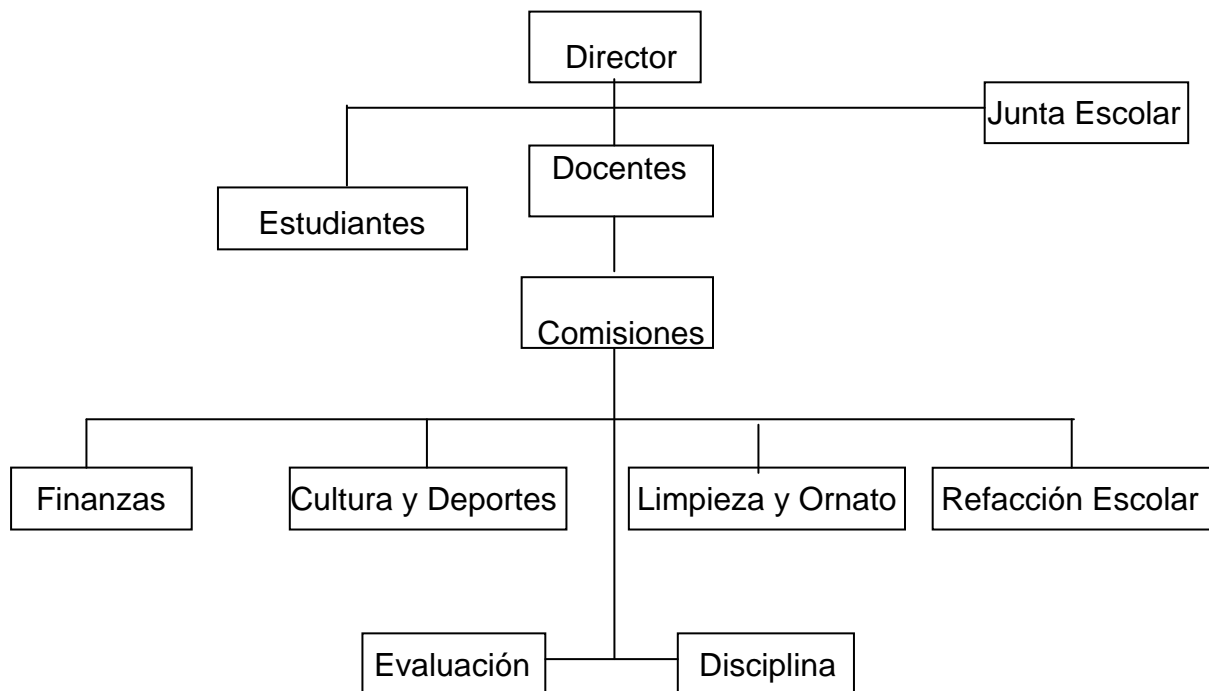 Director
Junta Escolar
Docentes
Estudiantes
Comisiones
Finanzas
Cultura y Deportes
Limpieza y Ornato
Refacción Escolar
Evaluación
Disciplina